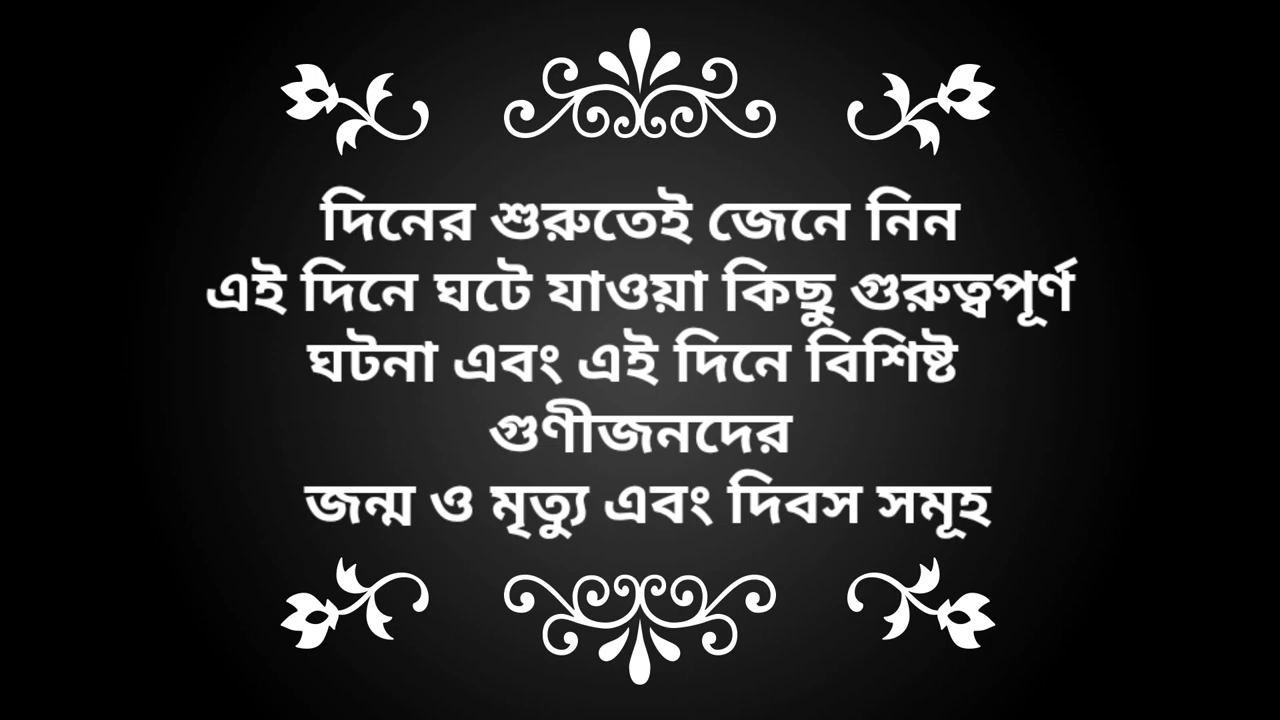 দিনের শুরুতেই জেনে নিন
এই দিনে ঘটে যাওয়া কিছু গুরুত্বপূর্ণ
ঘটনা এবং এই দিনে বিশিষ্ট
গুণীজনদের
জন্ম ও মৃত্যু এবং দিবস সমূহ